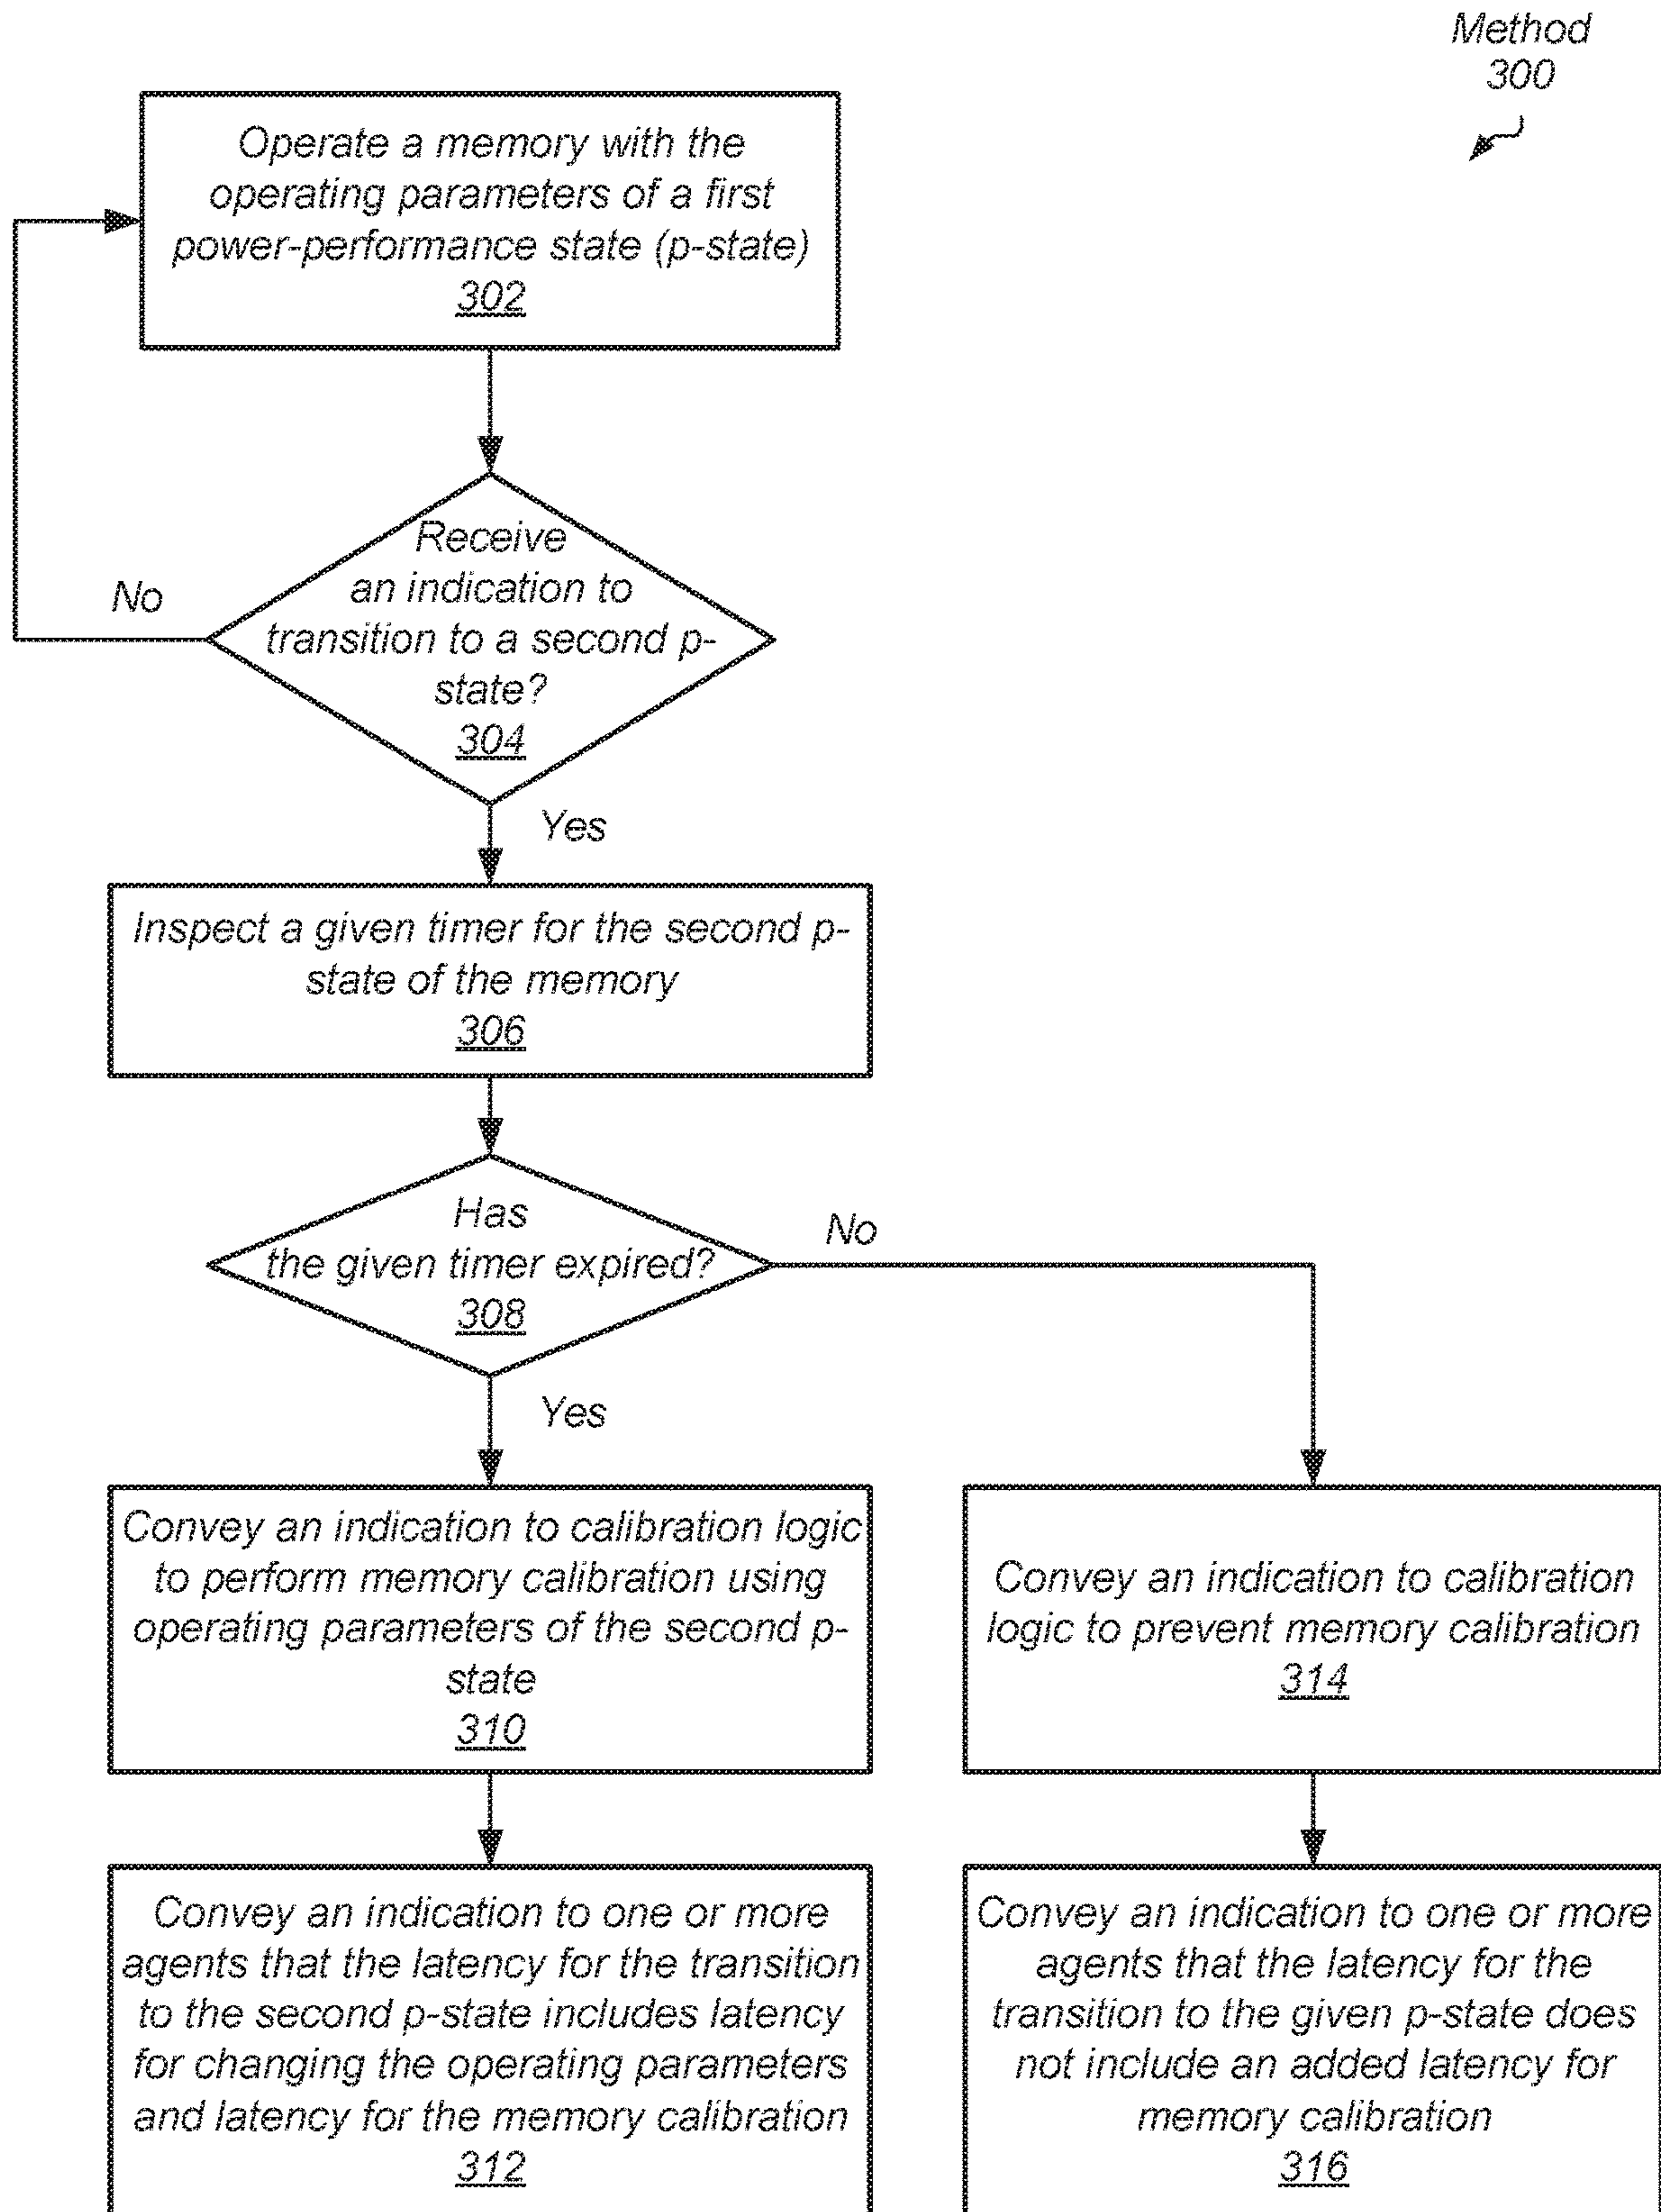 Method
300
Operate a memory with the
operating parameters of a first
power-performance state (p-state)
302
Receive
an indication to
transition to a second p-
state?
304
No
Yes
Inspect a given timer for the second p-
state of the memory
306
Has
the given timer expired?
308
No
Yes
Convey an indication to calibration logic
to perform memory calibration using
operating parameters of the second p-
state
310
Convey an indication to calibration
logic to prevent memory calibration
314
Convey an indication to one or more
agents that the latency for the transition
to the second p-state includes latency
for changing the operating parameters
and latency for the memory calibration
312
Convey an indication to one or more
agents that the latency for the
transition to the given p-state does
not include an added latency for
memory calibration
316